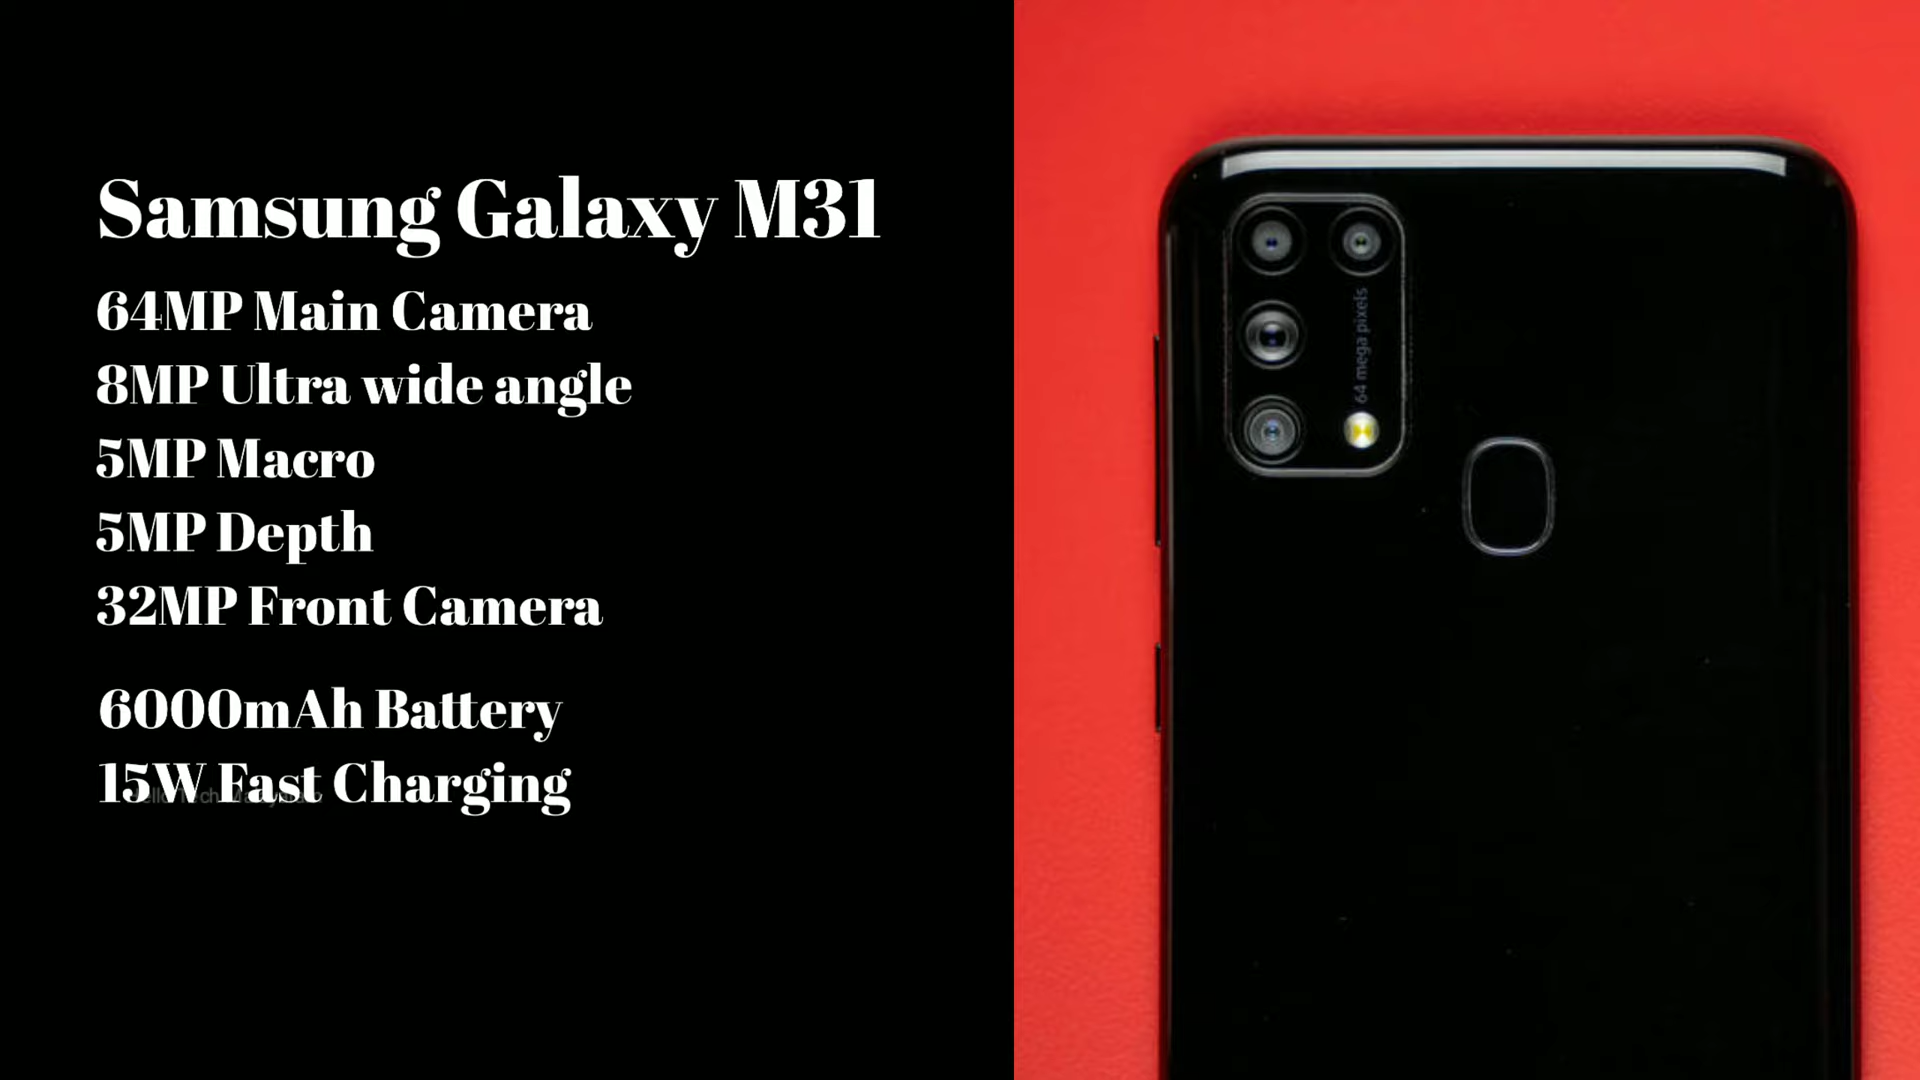 Samsung Galaxy M31
64MP Main Camera
8MP Ultra wide angle
5MP Macro
5MP Depth
32MP Front Camera
6000mAh Battery
15W Fast Charging
64 mega pixels